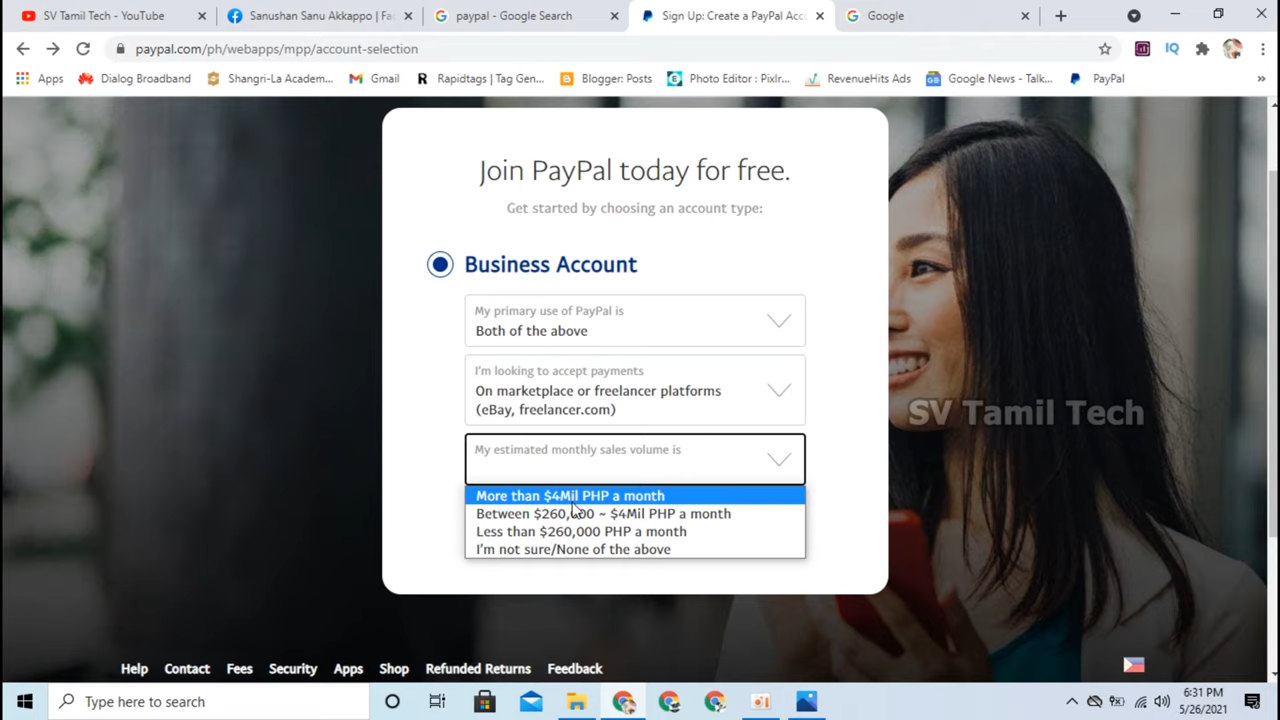 SV Tamil Tech - YouTube
Sanushan Sanu Akkappo | Fac
paypal - Google Search
Sign Up: Create a PayPal Acco
Google
paypal.com/ph/webapps/mpp/account-selection
Apps
Dialog Broadband
Shangri-La Academ...
Gmail
Rapidtags | Tag Gen...
Blogger: Posts
Photo Editor : Pixlr...
RevenueHits Ads
Google News - Talk...
PayPal
Join PayPal today for free.
Get started by choosing an account type:
Business Account
My primary use of PayPal is
Both of the above
I'm looking to accept payments
On marketplace or freelancer platforms
(eBay, freelancer.com)
My estimated monthly sales volume is
More than $4Mil PHP a month
Between $260,000 ~ $4Mil PHP a month
Less than $260,000 PHP a month
I'm not sure/None of the above
SV Tamil Tech
Help
Contact
Fees
Security
Apps
Shop
Refunded Returns
Feedback
Type here to search
6:31 PM
5/26/2021